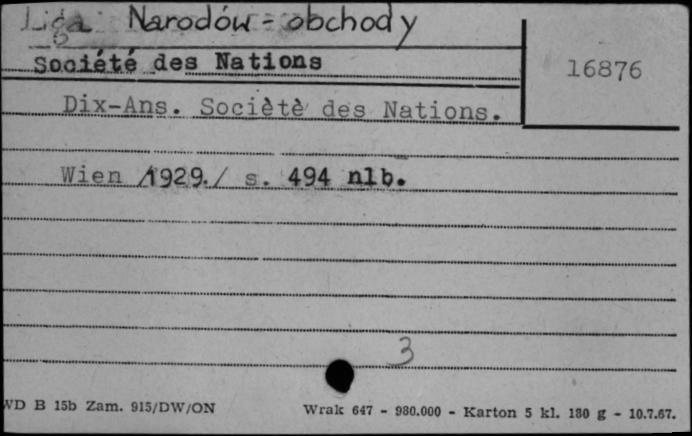 Liga Narodów - obchody
Société des Nations
16876
Dix-Ans. Sociètè des Nations.
Wien /1929./ s. 494 nlb.
3
WD B 15b Zam. 915/DW/ON
Wrak 647 - 980.000 - Karton 5 kl. 180 g - 10.7.67.